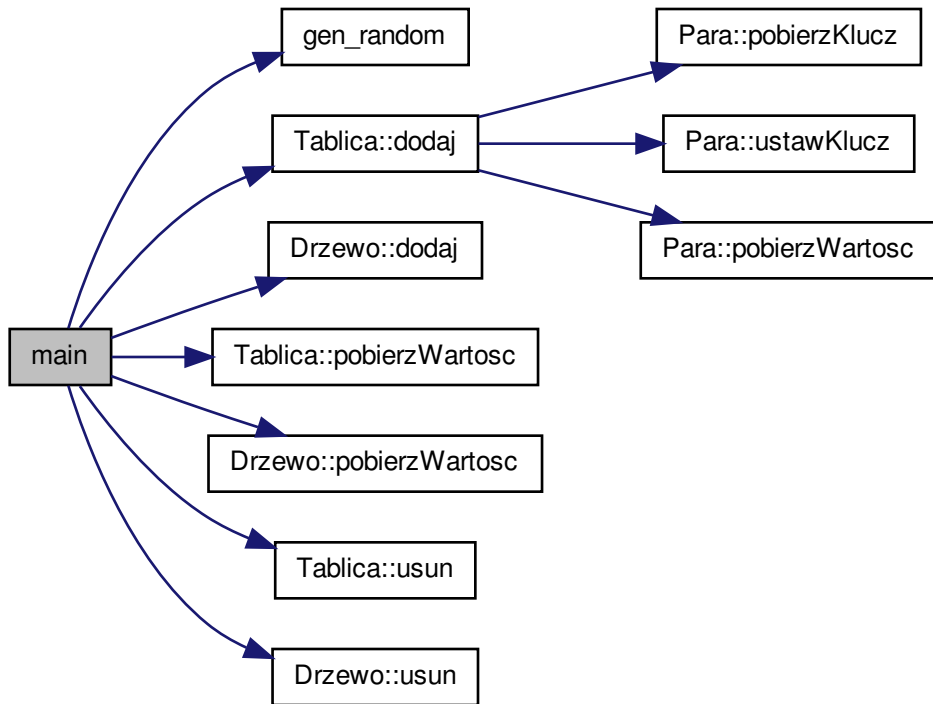 gen_random
Para::pobierzKlucz
Tablica::dodaj
Para::ustawKlucz
Drzewo::dodaj
Para::pobierzWartosc
main
Tablica::pobierzWartosc
Drzewo::pobierzWartosc
Tablica::usun
Drzewo::usun